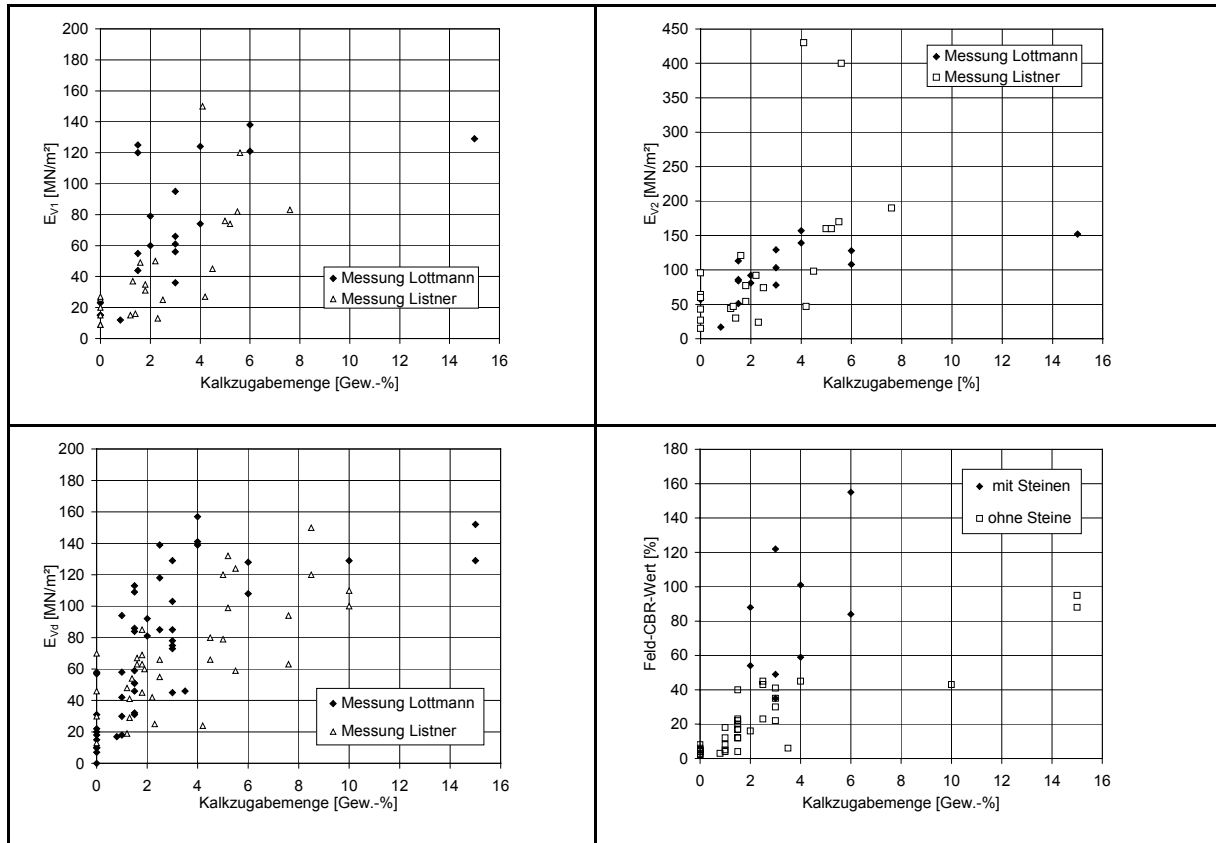 200
180
160
140
120
100
80
60
40
20
0
E_V1 [MN/m²]
Messung Lottmann
Messung Listner
0 2 4 6 8 10 12 14 16
Kalkzugabemenge [Gew.-%]
450
400
350
300
250
200
150
100
50
0
E_V2 [MN/m²]
Messung Lottmann
Messung Listner
0 2 4 6 8 10 12 14 16
Kalkzugabemenge [%]
200
180
160
140
120
100
80
60
40
20
0
E_Vd [MN/m²]
Messung Lottmann
Messung Listner
0 2 4 6 8 10 12 14 16
Kalkzugabemenge [Gew.-%]
180
160
140
120
100
80
60
40
20
0
Feld-CBR-Wert [%]
mit Steinen
ohne Steine
0 2 4 6 8 10 12 14 16
Kalkzugabemenge [Gew.-%]